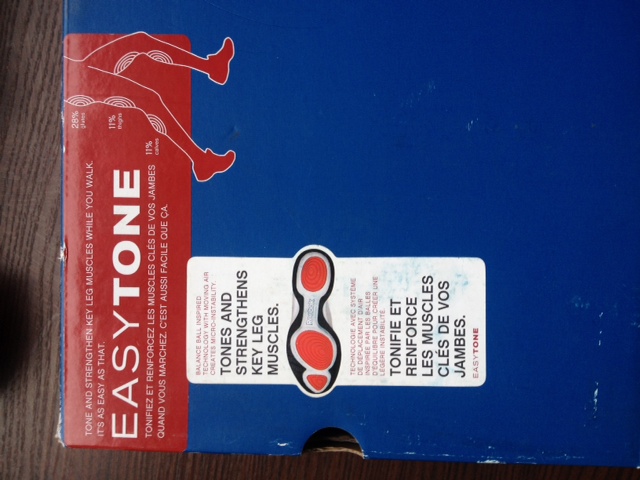 28%
glutes
11%
thighs
11%
calves
TONE AND STRENGTHEN KEY LEG MUSCLES WHILE YOU WALK.
IT'S AS EASY AS THAT.
EASYTONE
TONIFIEZ ET RENFORCEZ LES MUSCLES CLÉS DE VOS JAMBES
QUAND VOUS MARCHEZ. C'EST AUSSI FACILE QUE ÇA.
BALANCE BALL INSPIRED
TECHNOLOGY WITH MOVING AIR
CREATES MICRO-INSTABILITY.
TONES AND
STRENGTHENS
KEY LEG
MUSCLES.
TECHNOLOGIE AVEC SYSTÈME
DE DÉPLACEMENT D'AIR
INSPIRÉE PAR LES BALLES
D'ÉQUILIBRE POUR CRÉER UNE
LÉGÈRE INSTABILITÉ.
TONIFIE ET
RENFORCE
LES MUSCLES
CLÉS DE VOS
JAMBES.
EASYTONE